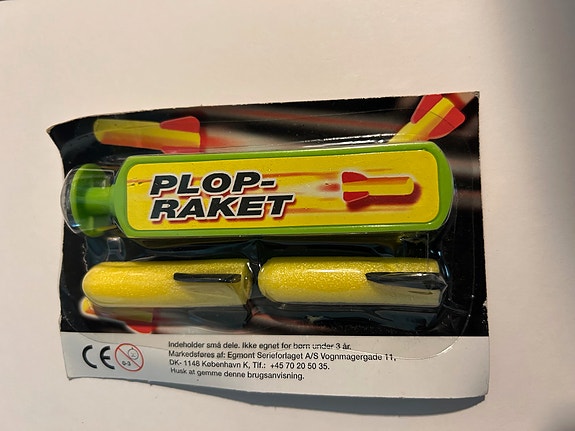 PLOP-
RAKET
CE
0-3
Indeholder små dele. Ikke egnet for børn under 3 år.
Markedsføres af: Egmont Serieforlaget A/S Vognmagergade 11,
DK- 1148 København K, Tlf.: +45 70 20 50 35.
Husk at gemme denne brugsanvisning.